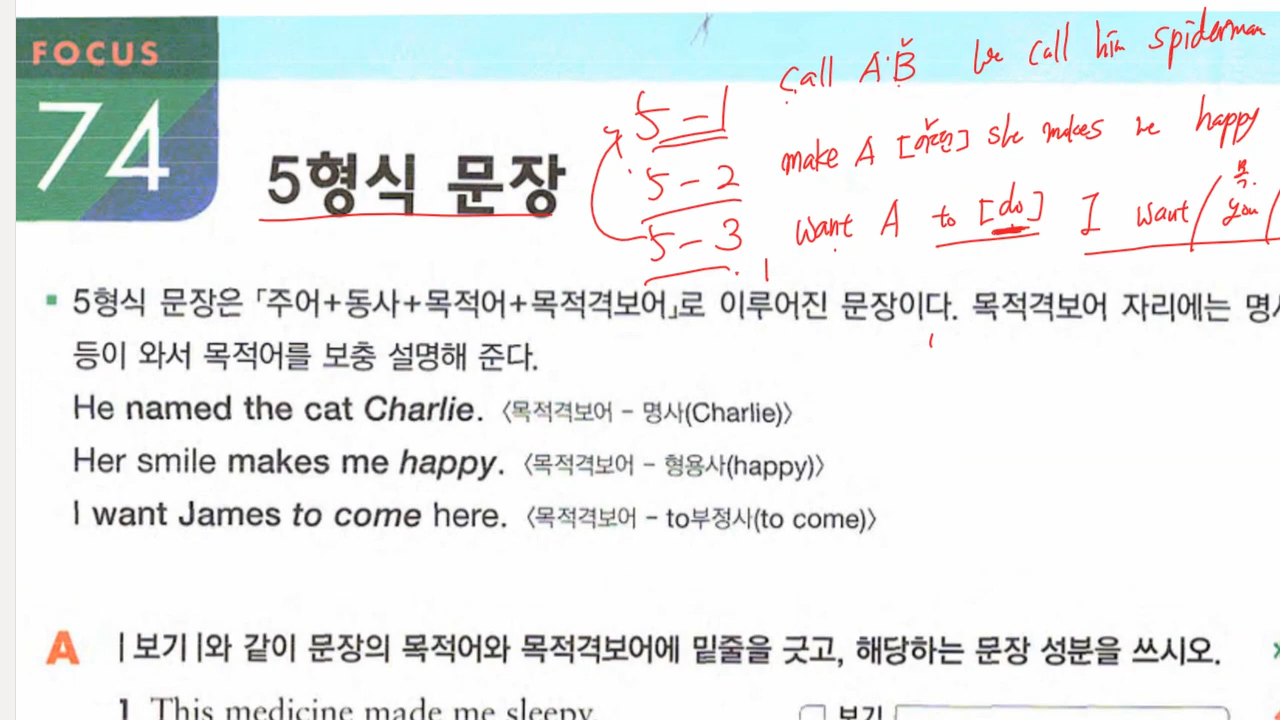 FOCUS
74
5형식 문장
5-1 call A B we call him spiderman
5-2 make A [어떤] she makes me happy
5-3 want A to [do] I want / you /
목.
5형식 문장은 「주어+동사+목적어+목적격보어」로 이루어진 문장이다. 목적격보어 자리에는
등이 와서 목적어를 보충 설명해 준다.
He named the cat Charlie. 〈목적격보어 - 명사(Charlie)〉
Her smile makes me happy. 〈목적격보어 - 형용사(happy)〉
I want James to come here. 〈목적격보어 - to부정사(to come)〉
A |보기|와 같이 문장의 목적어와 목적격보어에 밑줄을 긋고, 해당하는 문장 성분을 쓰시오.
1 This medicine made me sleepy.
보기